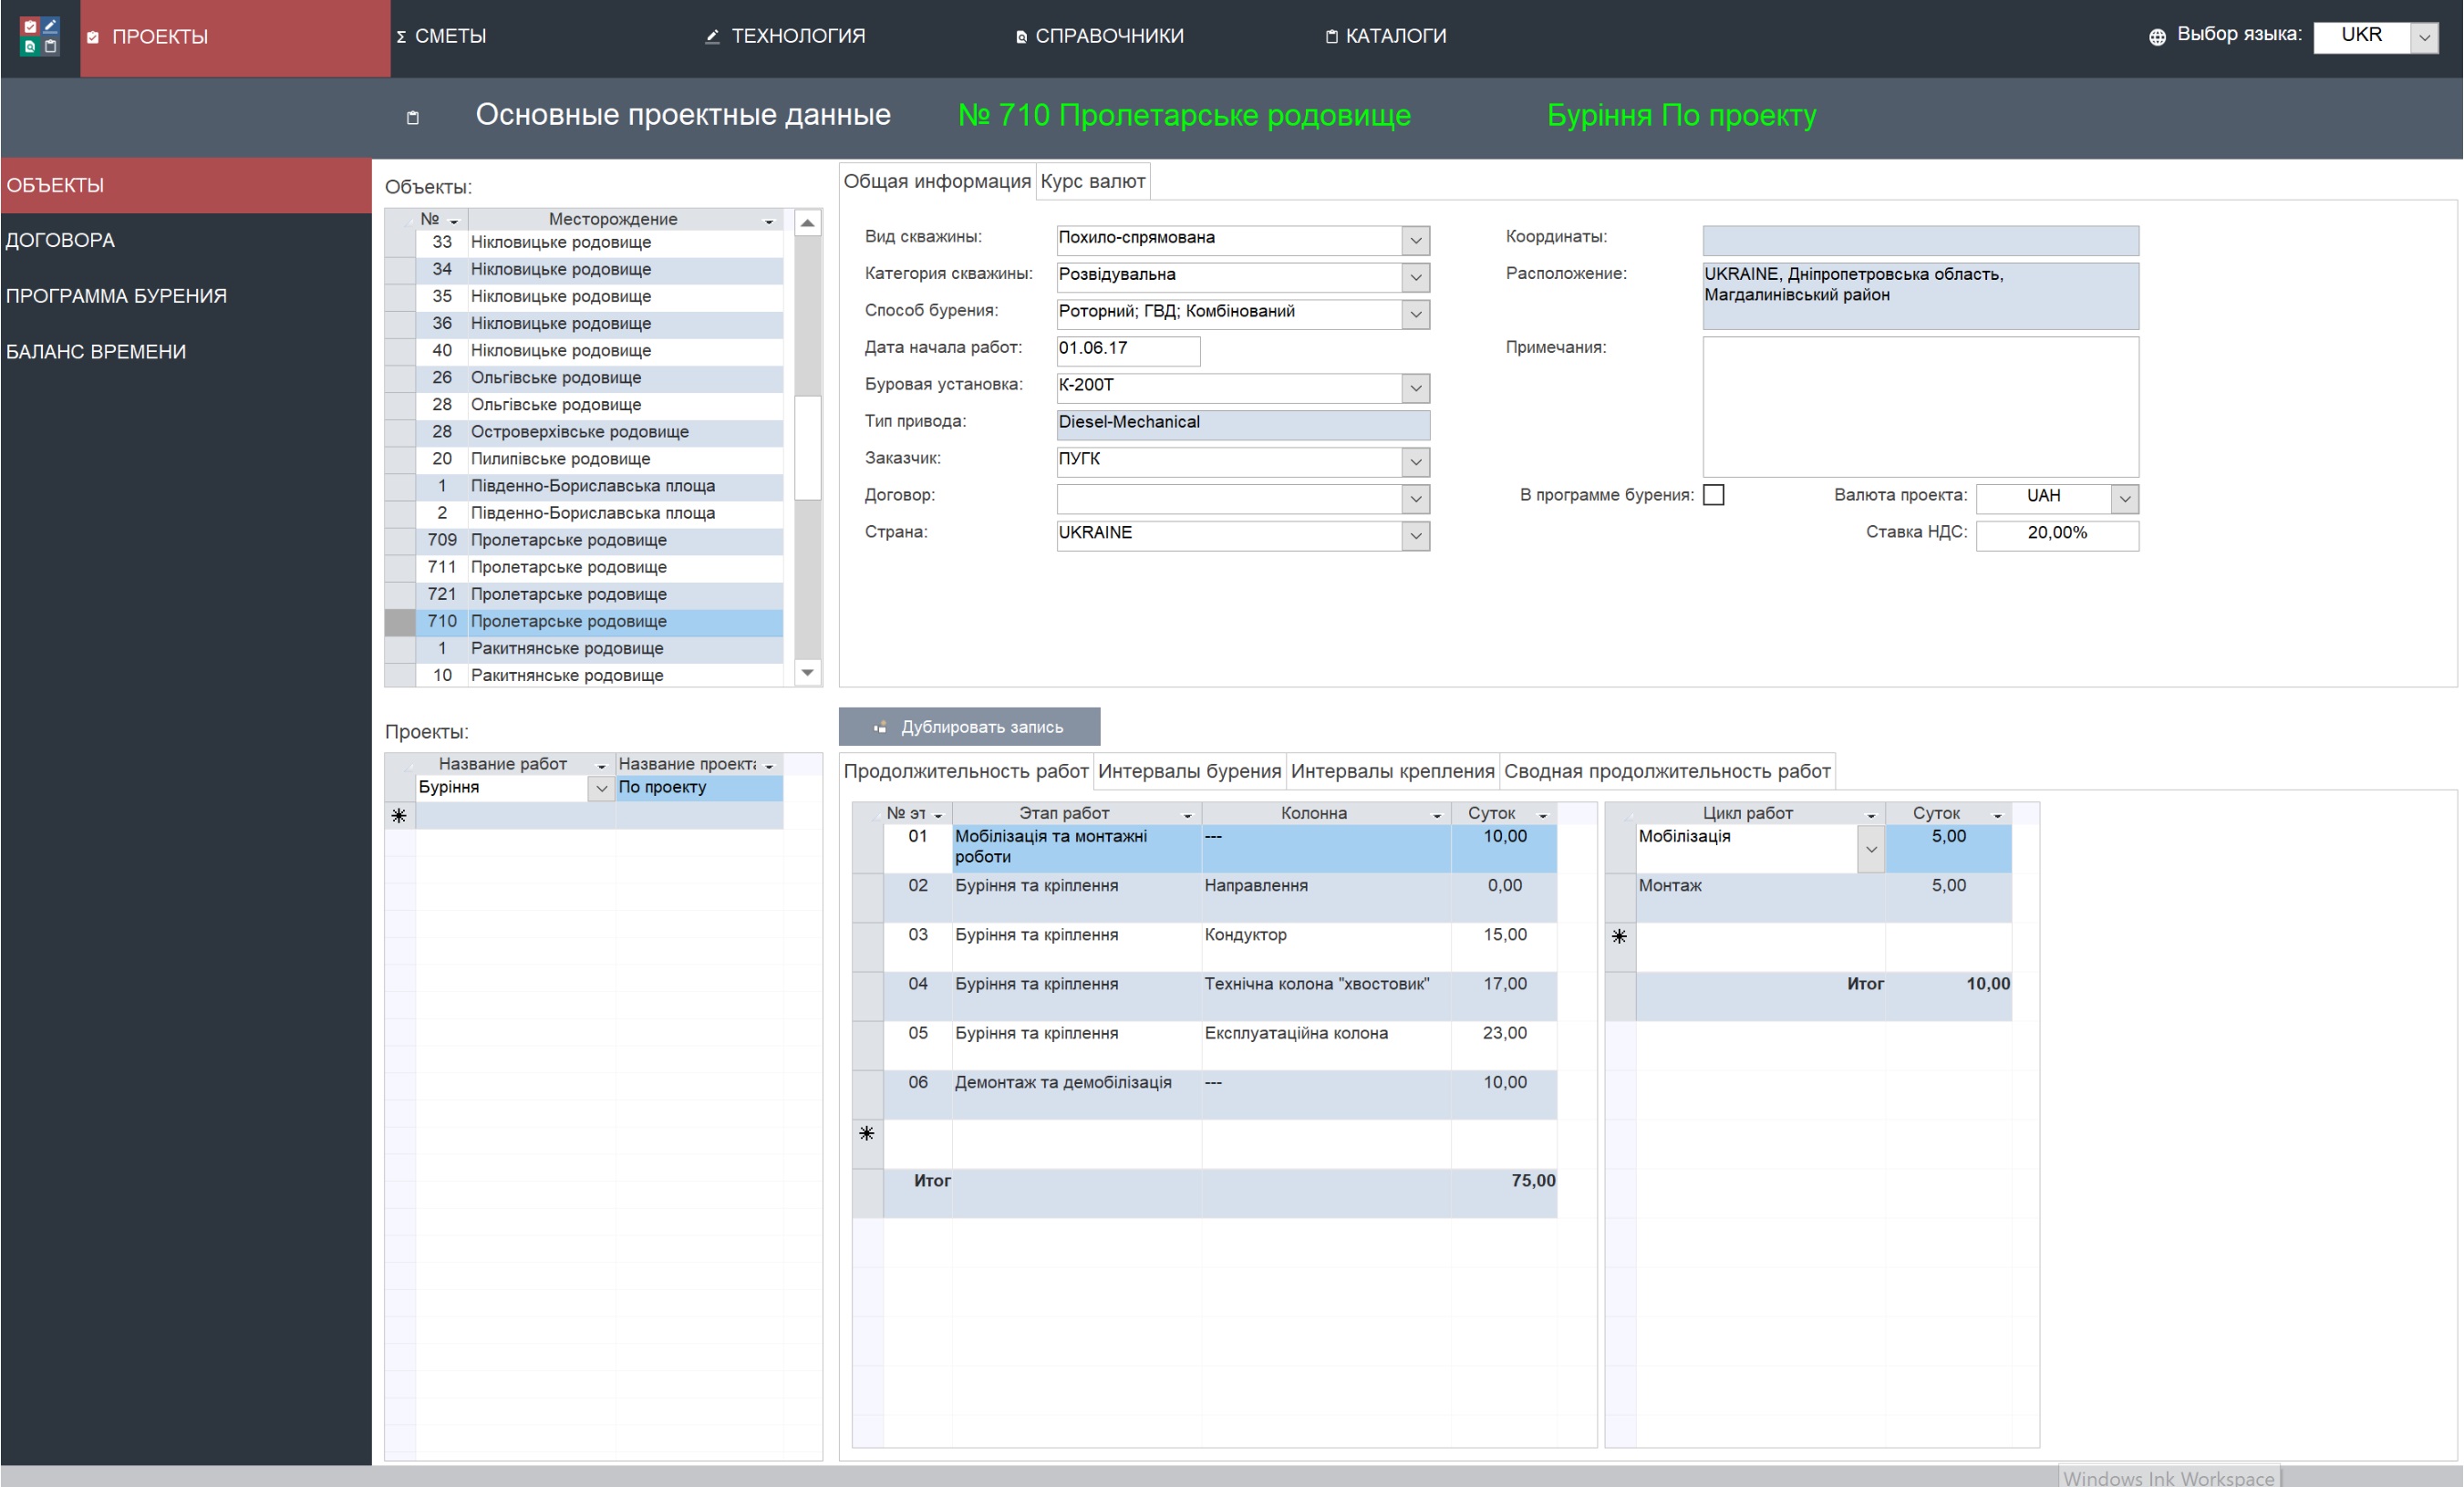 ПРОЕКТЫ
Σ СМЕТЫ
ТЕХНОЛОГИЯ
СПРАВОЧНИКИ
КАТАЛОГИ
Выбор языка: UKR
Основные проектные данные
№ 710 Пролетарське родовище
Буріння По проекту
ОБЪЕКТЫ
ДОГОВОРА
ПРОГРАММА БУРЕНИЯ
БАЛАНС ВРЕМЕНИ
Объекты:
№ Месторождение
33 Нікловицьке родовище
34 Нікловицьке родовище
35 Нікловицьке родовище
36 Нікловицьке родовище
40 Нікловицьке родовище
26 Ольгівське родовище
28 Ольгівське родовище
28 Островерхівське родовище
20 Пилипівське родовище
1 Південно-Бориславська площа
2 Південно-Бориславська площа
709 Пролетарське родовище
711 Пролетарське родовище
721 Пролетарське родовище
710 Пролетарське родовище
1 Ракитнянське родовище
10 Ракитнянське родовище
Общая информация
Курс валют
Вид скважины: Похило-спрямована
Категория скважины: Розвідувальна
Способ бурения: Роторний; ГВД; Комбінований
Дата начала работ: 01.06.17
Буровая установка: К-200Т
Тип привода: Diesel-Mechanical
Заказчик: ПУГК
Договор:
Страна: UKRAINE
Координаты:
Расположение: UKRAINE, Дніпропетровська область,
Магдалинівський район
Примечания:
В программе бурения:
Валюта проекта: UAH
Ставка НДС: 20,00%
Проекты:
Название работ Название проекта
Буріння По проекту
Дублировать запись
Продолжительность работ
Интервалы бурения
Интервалы крепления
Сводная продолжительность работ
№ эт Этап работ Колонна Суток
01 Мобілізація та монтажні --- 10,00
роботи
02 Буріння та кріплення Направлення 0,00
03 Буріння та кріплення Кондуктор 15,00
04 Буріння та кріплення Технічна колона "хвостовик" 17,00
05 Буріння та кріплення Експлуатаційна колона 23,00
06 Демонтаж та демобілізація --- 10,00
Итог 75,00
Цикл работ Суток
Мобілізація 5,00
Монтаж 5,00
Итог 10,00
Windows Ink Workspace